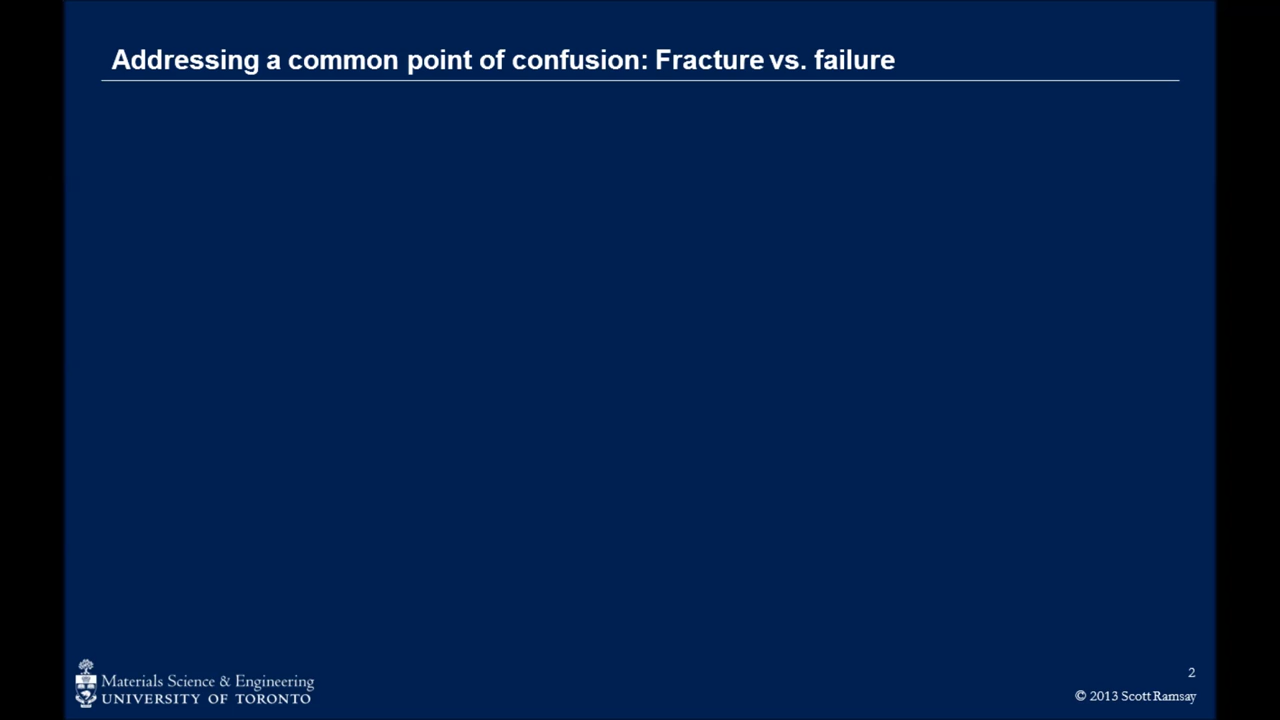 Addressing a common point of confusion: Fracture vs. failure
2
Materials Science & Engineering
UNIVERSITY OF TORONTO
© 2013 Scott Ramsay